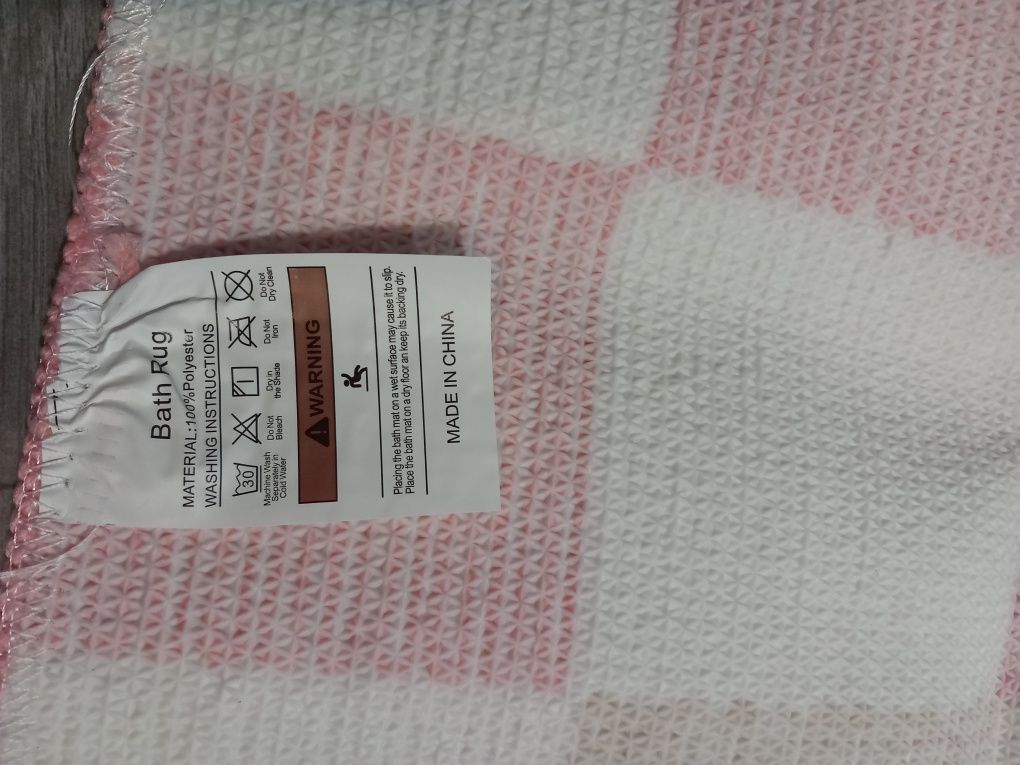 Bath Rug
MATERIAL:100%Polyester
WASHING INSTRUCTIONS
30
Machine Wash
Separately in
Cold Water
Do Not
Bleach
Dry in
the Shade
Do Not
Iron
Do Not
Dry Clean
WARNING
Placing the bath mat on a wet surface may cause it to slip.
Place the bath mat on a dry floor an keep its backing dry.
MADE IN CHINA